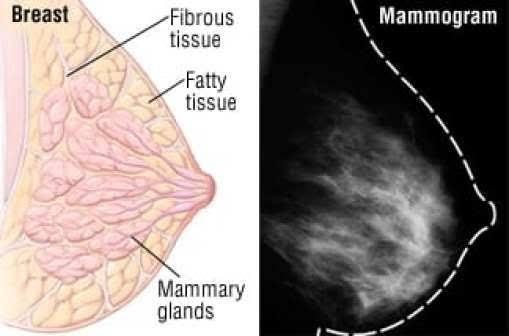 Breast
Fibrous
tissue
Fatty
tissue
Mammary
glands
Mammogram